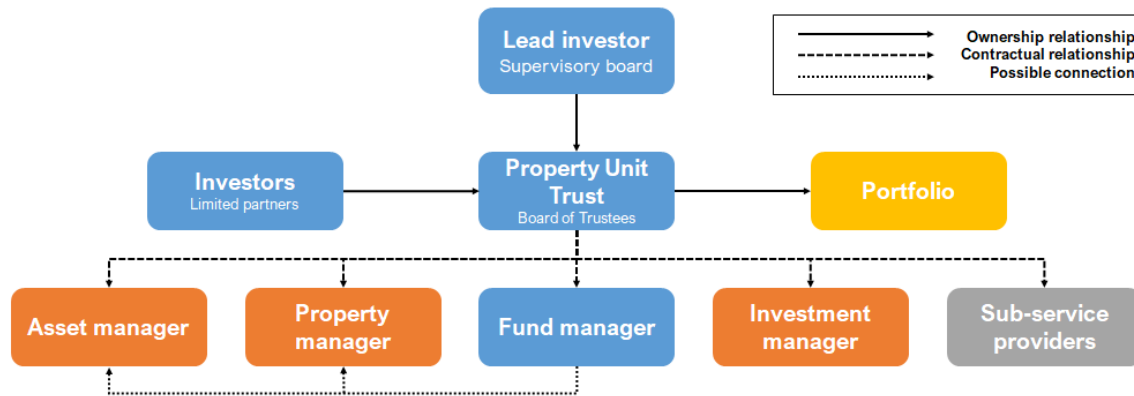 Lead investor
Supervisory board
Ownership relationship
Contractual relationship
Possible connection
Investors
Limited partners
Property Unit
Trust
Board of Trustees
Portfolio
Asset manager
Property
manager
Fund manager
Investment
manager
Sub-service
providers